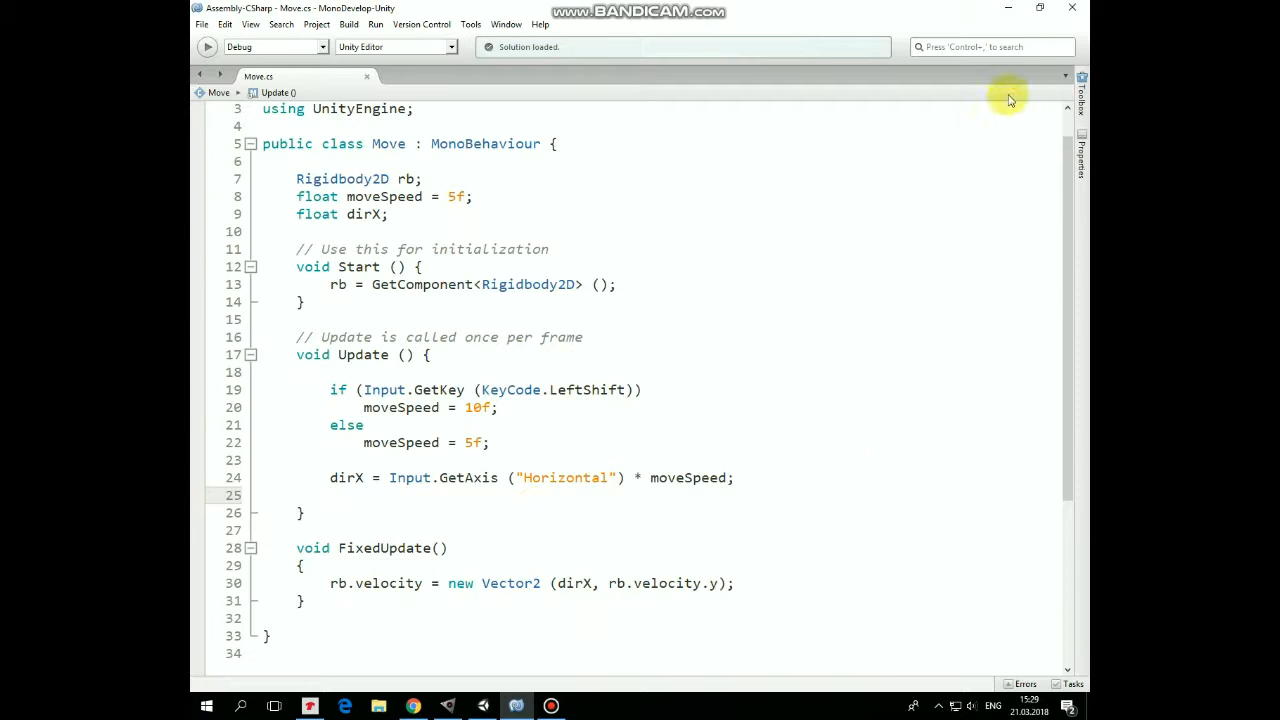 Assembly-CSharp - Move.cs - MonoDevelop-Unity
www.BANDICAM.com
File Edit View Search Project Build Run Version Control Tools Window Help
Debug Unity Editor Solution loaded. Press 'Control+,' to search
Move.cs
Move Update ()
Toolbox
Properties
3 using UnityEngine;
4
5 public class Move : MonoBehaviour {
6
7 Rigidbody2D rb;
8 float moveSpeed = 5f;
9 float dirX;
10
11 // Use this for initialization
12 void Start () {
13 rb = GetComponent<Rigidbody2D> ();
14 }
15
16 // Update is called once per frame
17 void Update () {
18
19 if (Input.GetKey (KeyCode.LeftShift))
20 moveSpeed = 10f;
21 else
22 moveSpeed = 5f;
23
24 dirX = Input.GetAxis ("Horizontal") * moveSpeed;
25
26 }
27
28 void FixedUpdate()
29 {
30 rb.velocity = new Vector2 (dirX, rb.velocity.y);
31 }
32
33 }
34
Errors Tasks
ENG 15:29
21.03.2018
2